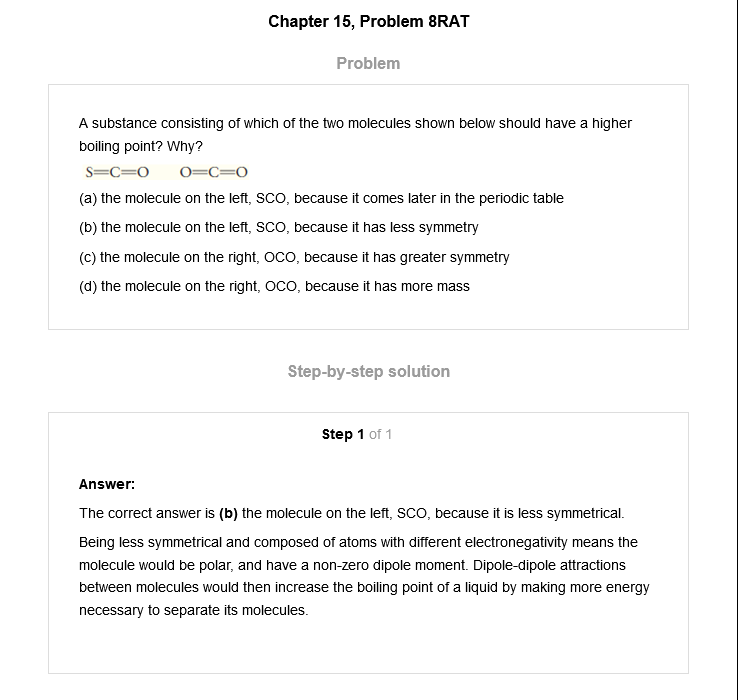 Chapter 15, Problem 8RAT
Problem
A substance consisting of which of the two molecules shown below should have a higher
boiling point? Why?
S=C=O O=C=O
(a) the molecule on the left, SCO, because it comes later in the periodic table
(b) the molecule on the left, SCO, because it has less symmetry
(c) the molecule on the right, OCO, because it has greater symmetry
(d) the molecule on the right, OCO, because it has more mass
Step-by-step solution
Step 1 of 1
Answer:
The correct answer is (b) the molecule on the left, SCO, because it is less symmetrical.
Being less symmetrical and composed of atoms with different electronegativity means the
molecule would be polar, and have a non-zero dipole moment. Dipole-dipole attractions
between molecules would then increase the boiling point of a liquid by making more energy
necessary to separate its molecules.